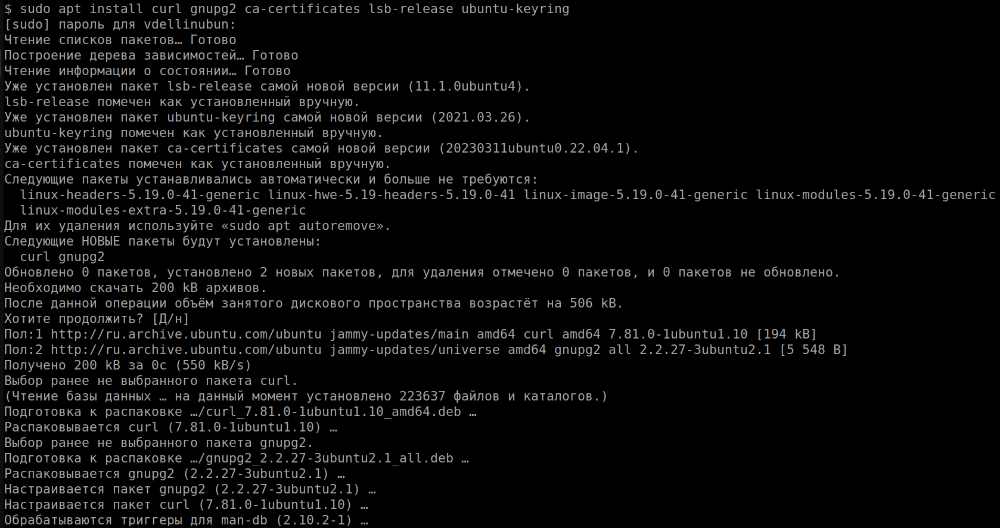 $ sudo apt install curl gnupg2 ca-certificates lsb-release ubuntu-keyring
[sudo] пароль для vdellinubun:
Чтение списков пакетов… Готово
Построение дерева зависимостей… Готово
Чтение информации о состоянии… Готово
Уже установлен пакет lsb-release самой новой версии (11.1.0ubuntu4).
lsb-release помечен как установленный вручную.
Уже установлен пакет ubuntu-keyring самой новой версии (2021.03.26).
ubuntu-keyring помечен как установленный вручную.
Уже установлен пакет ca-certificates самой новой версии (20230311ubuntu0.22.04.1).
ca-certificates помечен как установленный вручную.
Следующие пакеты устанавливались автоматически и больше не требуются:
  linux-headers-5.19.0-41-generic linux-hwe-5.19-headers-5.19.0-41 linux-image-5.19.0-41-generic linux-modules-5.19.0-41-generic
  linux-modules-extra-5.19.0-41-generic
Для их удаления используйте «sudo apt autoremove».
Следующие НОВЫЕ пакеты будут установлены:
  curl gnupg2
Обновлено 0 пакетов, установлено 2 новых пакетов, для удаления отмечено 0 пакетов, и 0 пакетов не обновлено.
Необходимо скачать 200 kB архивов.
После данной операции объём занятого дискового пространства возрастёт на 506 kB.
Хотите продолжить? [Д/н]
Пол:1 http://ru.archive.ubuntu.com/ubuntu jammy-updates/main amd64 curl amd64 7.81.0-1ubuntu1.10 [194 kB]
Пол:2 http://ru.archive.ubuntu.com/ubuntu jammy-updates/universe amd64 gnupg2 all 2.2.27-3ubuntu2.1 [5 548 B]
Получено 200 kB за 0с (550 kB/s)
Выбор ранее не выбранного пакета curl.
(Чтение базы данных … на данный момент установлено 223637 файлов и каталогов.)
Подготовка к распаковке …/curl_7.81.0-1ubuntu1.10_amd64.deb …
Распаковывается curl (7.81.0-1ubuntu1.10) …
Выбор ранее не выбранного пакета gnupg2.
Подготовка к распаковке …/gnupg2_2.2.27-3ubuntu2.1_all.deb …
Распаковывается gnupg2 (2.2.27-3ubuntu2.1) …
Настраивается пакет gnupg2 (2.2.27-3ubuntu2.1) …
Настраивается пакет curl (7.81.0-1ubuntu1.10) …
Обрабатываются триггеры для man-db (2.10.2-1) …